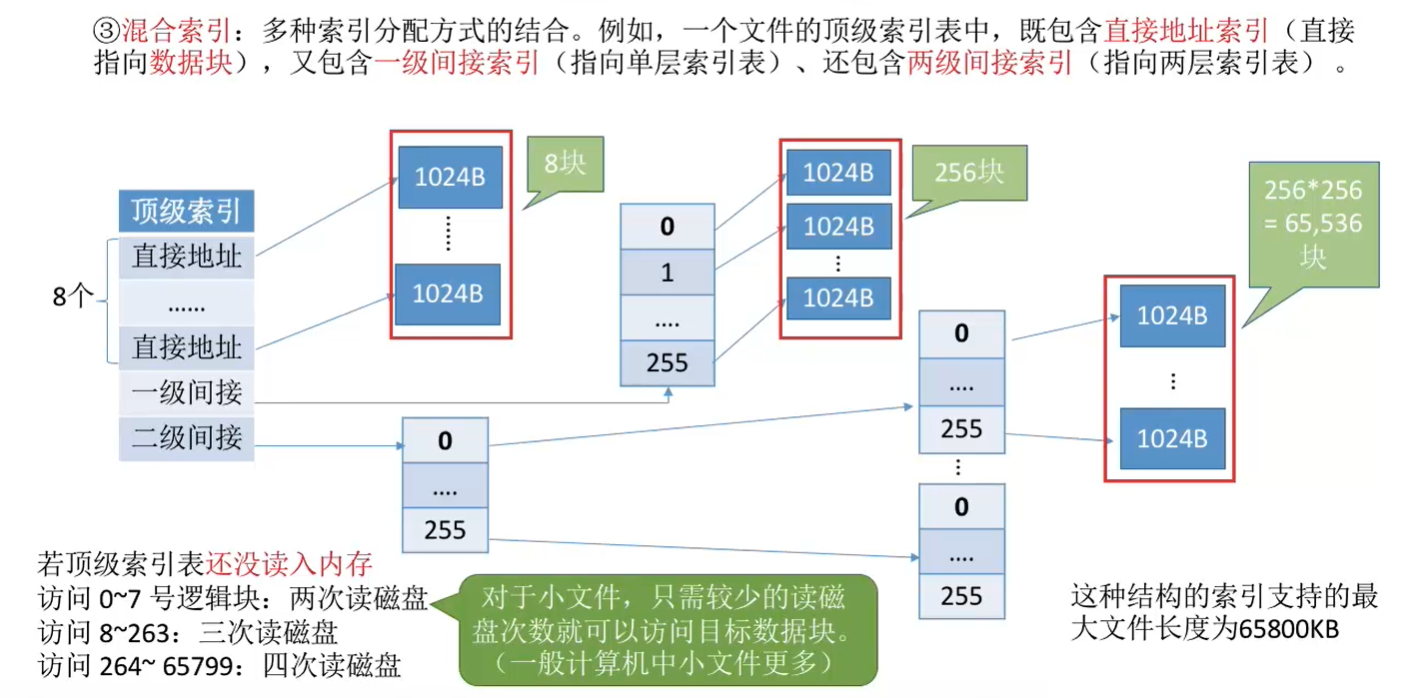 ③混合索引：多种索引分配方式的结合。例如，一个文件的顶级索引表中，既包含直接地址索引（直接
指向数据块），又包含一级间接索引（指向单层索引表）、还包含两级间接索引（指向两层索引表）。
顶级索引
8个
直接地址
......
直接地址
一级间接
二级间接
1024B
1024B
8块
0
1
....
255
1024B
1024B
1024B
256块
0
....
255
0
....
255
0
....
255
1024B
1024B
256*256
= 65,536
块
若顶级索引表还没读入内存
访问 0~7 号逻辑块：两次读磁盘
访问 8~263：三次读磁盘
访问 264~ 65799：四次读磁盘
对于小文件，只需较少的读磁
盘次数就可以访问目标数据块。
（一般计算机中小文件更多）
这种结构的索引支持的最
大文件长度为65800KB